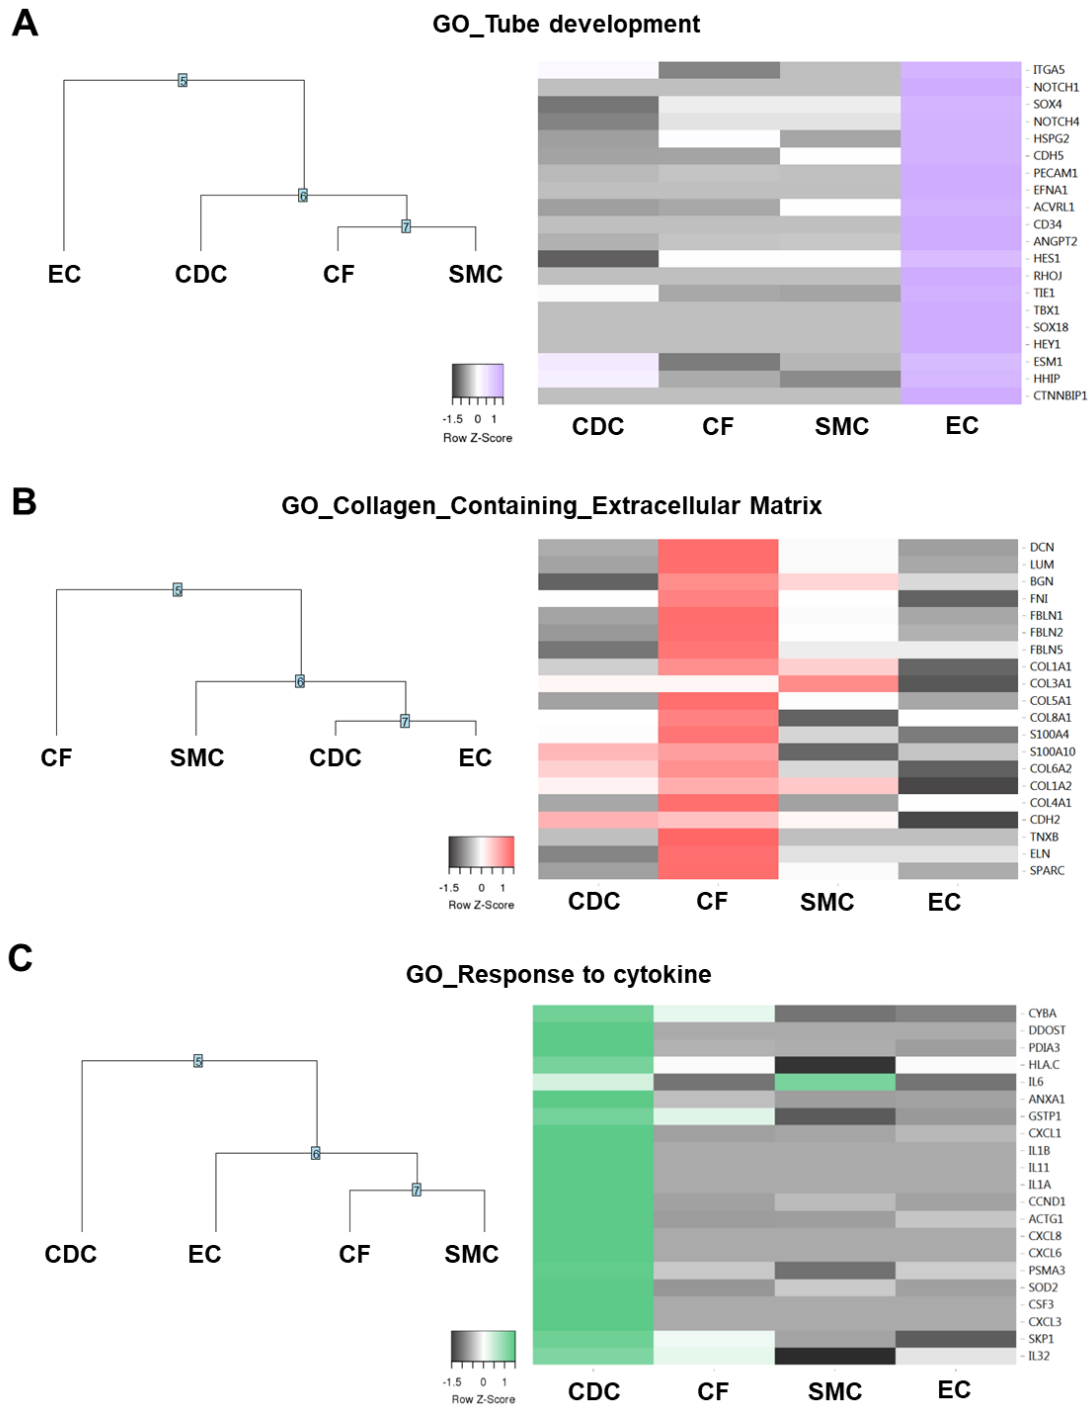 A
GO_Tube development
5
6
7
EC CDC CF SMC
-1.5 0 1
Row Z-Score
ITGA5
NOTCH1
SOX4
NOTCH4
HSPG2
CDH5
PECAM1
EFNA1
ACVRL1
CD34
ANGPT2
HES1
RHOJ
TIE1
TBX1
SOX18
HEY1
ESM1
HHIP
CTNNBIP1
CDC CF SMC EC
B
GO_Collagen_Containing_Extracellular Matrix
5
6
7
CF SMC CDC EC
-1.5 0 1
Row Z-Score
DCN
LUM
BGN
FNI
FBLN1
FBLN2
FBLN5
COL1A1
COL3A1
COL5A1
COL8A1
S100A4
S100A10
COL6A2
COL1A2
COL4A1
CDH2
TNXB
ELN
SPARC
CDC CF SMC EC
C
GO_Response to cytokine
5
6
7
CDC EC CF SMC
-1.5 0 1
Row Z-Score
CYBA
DDOST
PDIA3
HLA.C
IL6
ANXA1
GSTP1
CXCL1
IL1B
IL11
IL1A
CCND1
ACTG1
CXCL8
CXCL6
PSMA3
SOD2
CSF3
CXCL3
SKP1
IL32
CDC CF SMC EC